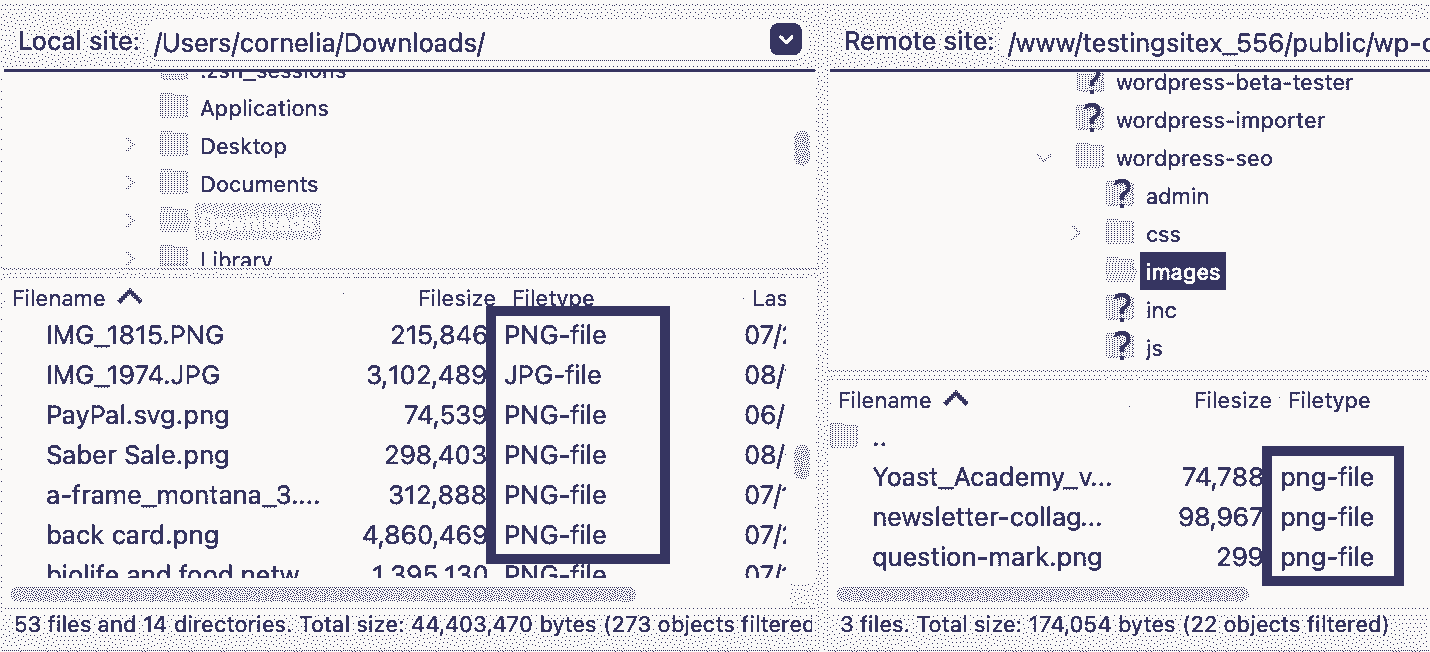 Local site: /Users/cornelia/Downloads/
.zsh_sessions
Applications
Desktop
Documents
Downloads
Library
Filename Filesize Filetype Las
IMG_1815.PNG 215,846 PNG-file 07/
IMG_1974.JPG 3,102,489 JPG-file 08/
PayPal.svg.png 74,539 PNG-file 06/
Saber Sale.png 298,403 PNG-file 08/
a-frame_montana_3.... 312,888 PNG-file 07/
back card.png 4,860,469 PNG-file 07/
biolife and food netw 1,395,130 PNG-file 07/
53 files and 14 directories. Total size: 44,403,470 bytes (273 objects filtered
Remote site: /www/testingsitex_556/public/wp-c
wordpress-beta-tester
wordpress-importer
wordpress-seo
admin
css
images
inc
js
Filename Filesize Filetype
..
Yoast_Academy_v... 74,788 png-file
newsletter-collag... 98,967 png-file
question-mark.png 299 png-file
3 files. Total size: 174,054 bytes (22 objects filtered)